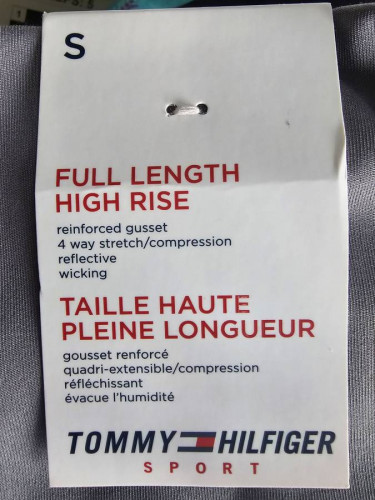 S
FULL LENGTH
HIGH RISE
reinforced gusset
4 way stretch/compression
reflective
wicking
TAILLE HAUTE
PLEINE LONGUEUR
gousset renforcé
quadri-extensible/compression
réfléchissant
évacue l'humidité
TOMMY HILFIGER
SPORT